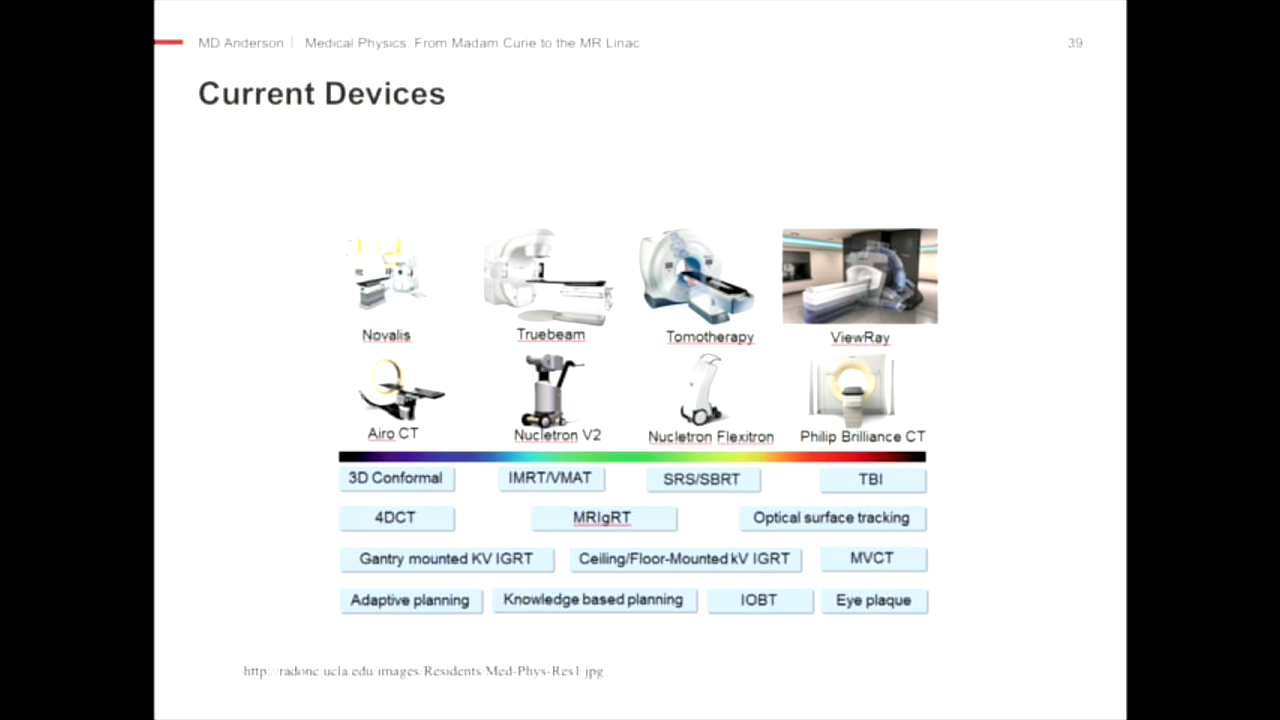 MD Anderson | Medical Physics From Madam Curie to the MR Linac 39
Current Devices
Novalis Truebeam Tomotherapy ViewRay
Airo CT Nucletron V2 Nucletron Flexitron Philip Brilliance CT
3D Conformal IMRT/VMAT SRS/SBRT TBI
4DCT MRIgRT Optical surface tracking
Gantry mounted KV IGRT Ceiling/Floor-Mounted kV IGRT MVCT
Adaptive planning Knowledge based planning IOBT Eye plaque
http://radonc.ucla.edu/images/Residents/Med-Phys-Res1.jpg